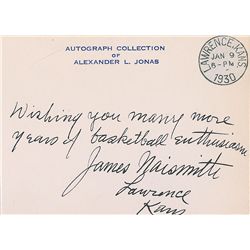 AUTOGRAPH COLLECTION
OF
ALEXANDER L. JONAS
LAWRENCE, KANS.
JAN 9
5-PM
1930
Wishing you many more
years of basketball enthusiasm
James Naismith
Lawrence
Kans